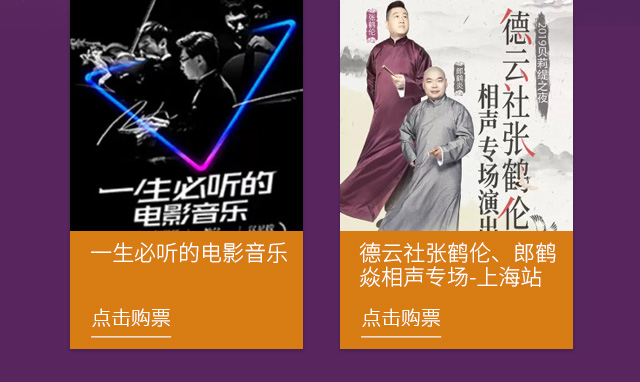 一生必听的
电影音乐
一生必听的电影音乐
点击购票
张鹤伦
郎鹤炎
德云社张鹤伦
相声专场演出
2019贝莉缇之夜
德云社张鹤伦、郎鹤
焱相声专场-上海站
点击购票